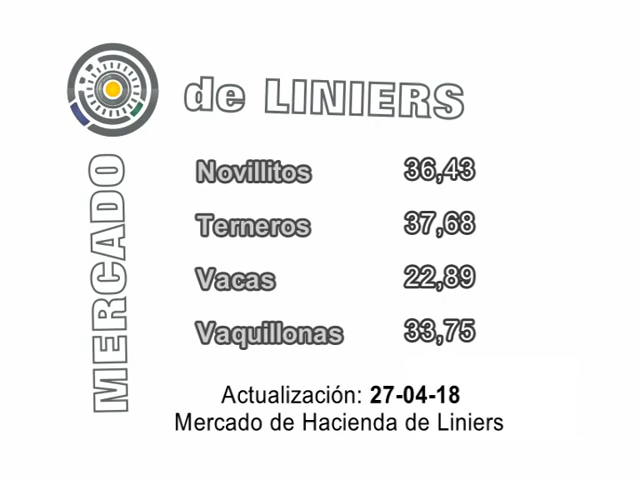 MERCADO
de LINIERS
Novillitos 36,43
Terneros 37,68
Vacas 22,89
Vaquillonas 33,75
Actualización: 27-04-18
Mercado de Hacienda de Liniers